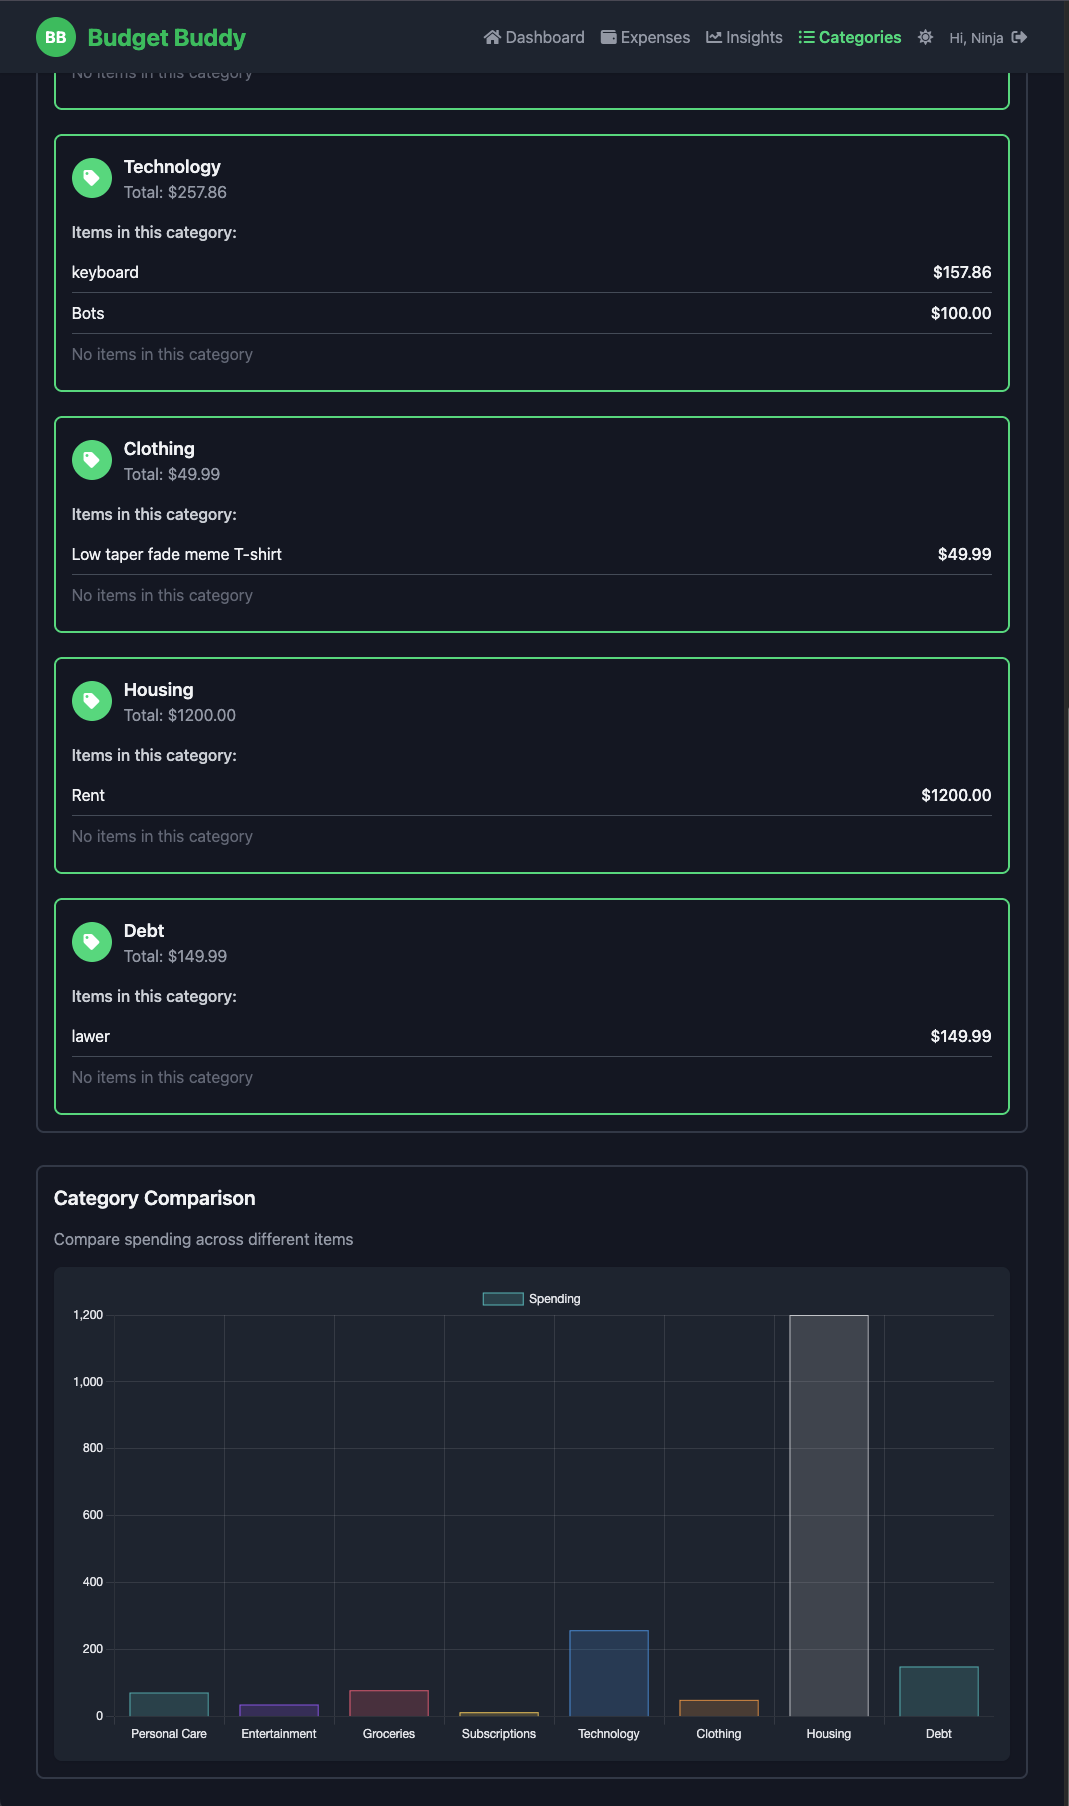 BB Budget Buddy Dashboard Expenses Insights Categories Hi, Ninja
No items in this category
Technology
Total: $257.86
Items in this category:
keyboard $157.86
Bots $100.00
No items in this category
Clothing
Total: $49.99
Items in this category:
Low taper fade meme T-shirt $49.99
No items in this category
Housing
Total: $1200.00
Items in this category:
Rent $1200.00
No items in this category
Debt
Total: $149.99
Items in this category:
lawer $149.99
No items in this category
Category Comparison
Compare spending across different items
Spending
1,200
1,000
800
600
400
200
0
Personal Care Entertainment Groceries Subscriptions Technology Clothing Housing Debt